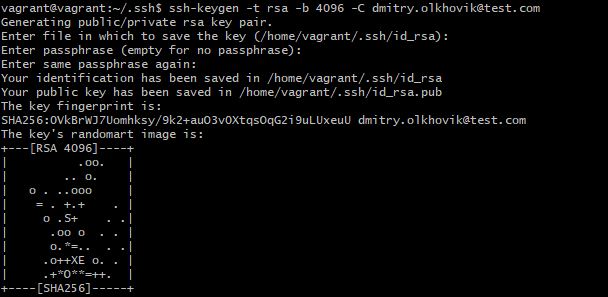 vagrant@vagrant:~/.ssh$ ssh-keygen -t rsa -b 4096 -C dmitry.olkhovik@test.com
Generating public/private rsa key pair.
Enter file in which to save the key (/home/vagrant/.ssh/id_rsa):
Enter passphrase (empty for no passphrase):
Enter same passphrase again:
Your identification has been saved in /home/vagrant/.ssh/id_rsa
Your public key has been saved in /home/vagrant/.ssh/id_rsa.pub
The key fingerprint is:
SHA256:OVkBrWJ7Uomhksy/9k2+auO3vOXtqsOqG2i9uLUxeuU dmitry.olkhovik@test.com
The key's randomart image is:
+---[RSA 4096]----+
|          .oo.   |
|        .. o.    |
|   o . ..ooo     |
|    = . +.+    . |
|     o .S+    . .|
|      .oo o  . . |
|      o.*=..  . .|
|     .o++XE o. . |
|     .+*O**=++.  |
+----[SHA256]-----+